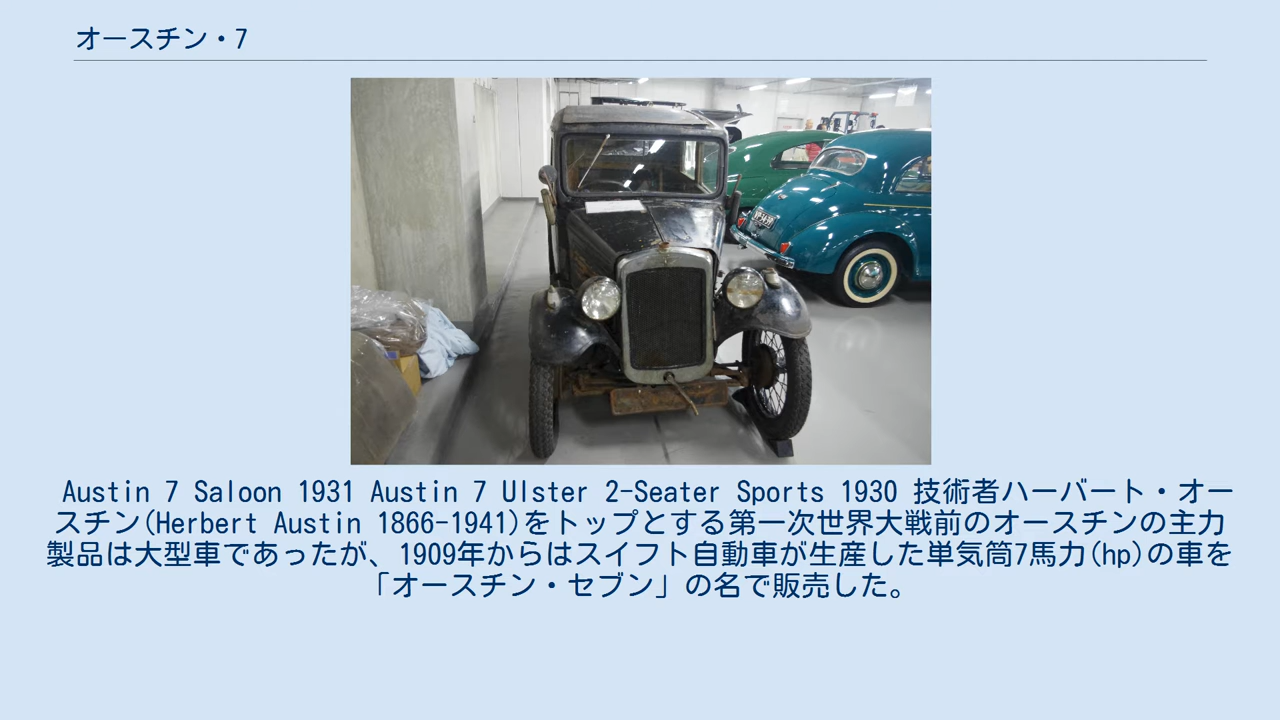 オースチン・7
Austin 7 Saloon 1931 Austin 7 Ulster 2-Seater Sports 1930 技術者ハーバート・オー
スチン(Herbert Austin 1866-1941)をトップとする第一次世界大戦前のオースチンの主力
製品は大型車であったが、1909年からはスイフト自動車が生産した単気筒7馬力(hp)の車を
「オースチン・セブン」の名で販売した。